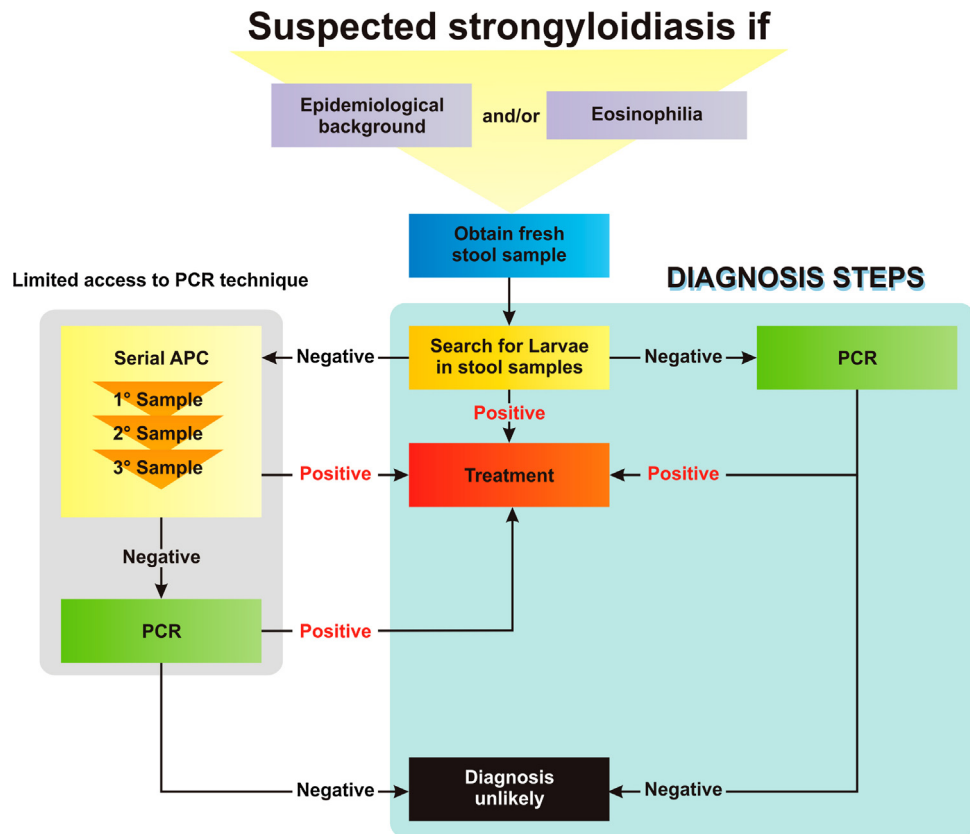 Suspected strongyloidiasis if
Epidemiological
background
and/or
Eosinophilia
Obtain fresh
stool sample
Limited access to PCR technique
DIAGNOSIS STEPS
Serial APC
1° Sample
2° Sample
3° Sample
Negative
Search for Larvae
in stool samples
Negative
PCR
Positive
Positive
Treatment
Positive
Negative
PCR
Positive
Negative
Diagnosis
unlikely
Negative